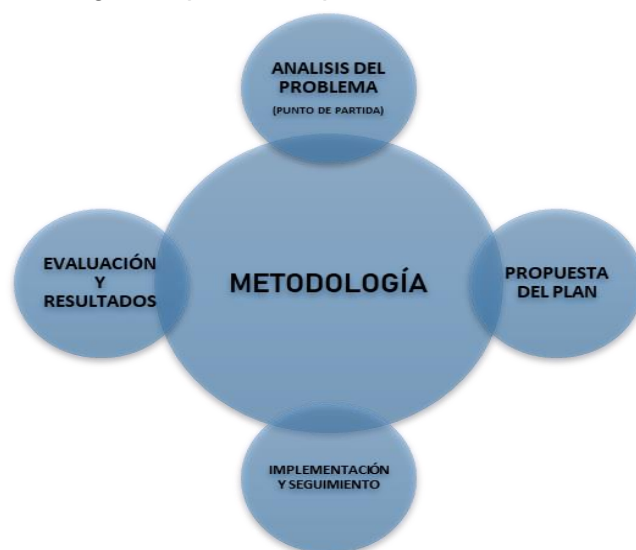 ANALISIS DEL
PROBLEMA
(PUNTO DE PARTIDA)
EVALUACIÓN
Y
RESULTADOS
METODOLOGÍA
PROPUESTA
DEL PLAN
IMPLEMENTACIÓN
Y SEGUIMIENTO